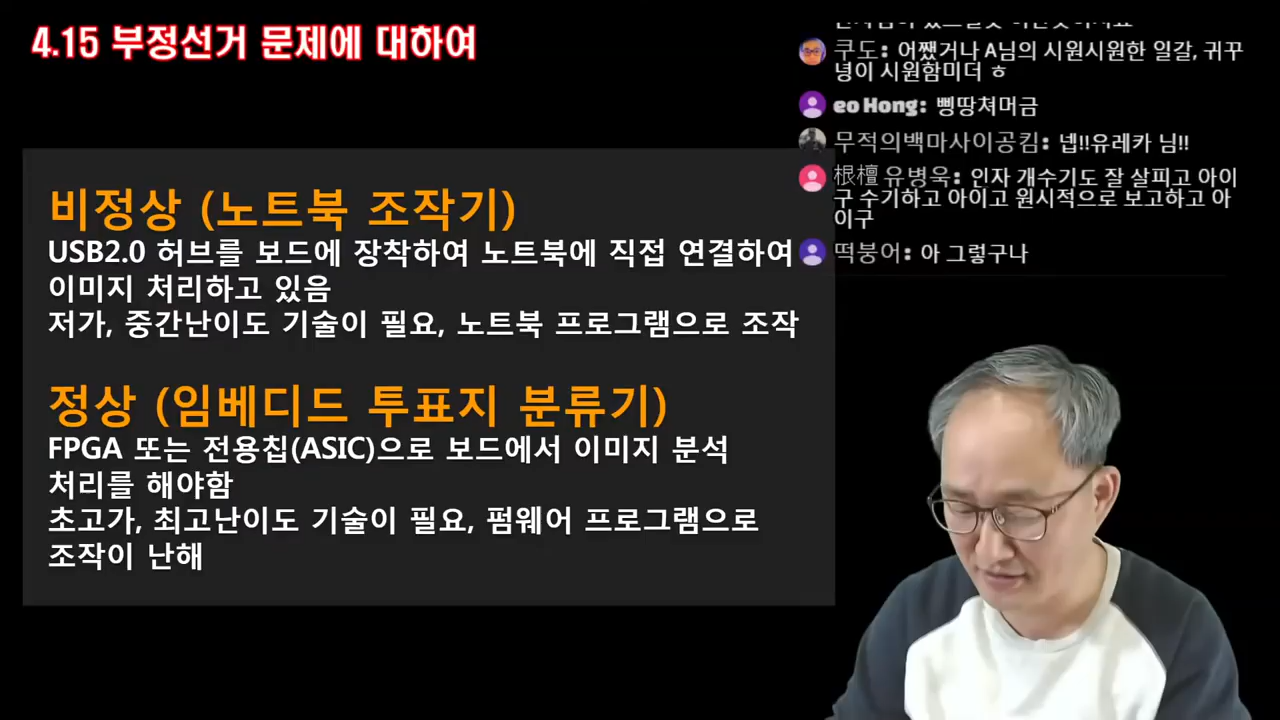 4.15 부정선거 문제에 대하여
비정상 (노트북 조작기)
USB2.0 허브를 보드에 장착하여 노트북에 직접 연결하여
이미지 처리하고 있음
저가, 중간난이도 기술이 필요, 노트북 프로그램으로 조작
정상 (임베디드 투표지 분류기)
FPGA 또는 전용칩(ASIC)으로 보드에서 이미지 분석
처리를 해야함
초고가, 최고난이도 기술이 필요, 펌웨어 프로그램으로
조작이 난해
쿠도: 어쨌거나 A님의 시원시원한 일갈, 귀꾸
녕이 시원함미더 ㅎ
eo Hong: 삥땅쳐머금
무적의백마사이공킴: 넵!!유레카 님!!
根檀 유병욱: 인자 개수기도 잘 살피고 아이
구 수기하고 아이고 원시적으로 보고하고 아
이구
떡붕어: 아 그렇구나